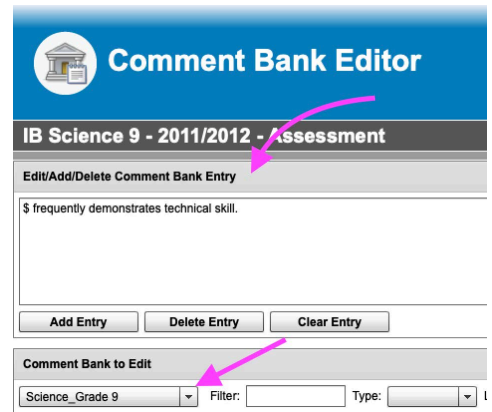 Comment Bank Editor
IB Science 9 - 2011/2012 - Assessment
Edit/Add/Delete Comment Bank Entry
$ frequently demonstrates technical skill.
Add Entry Delete Entry Clear Entry
Comment Bank to Edit
Science_Grade 9 Filter: Type: L